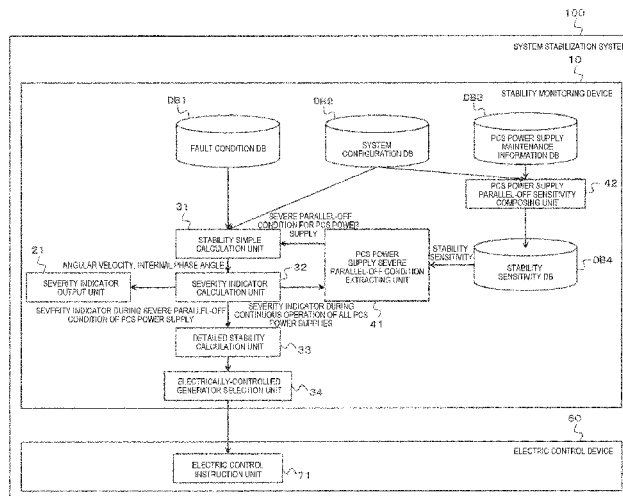 100
SYSTEM STABILIZATION SYSTEM
10
STABILITY MONITORING DEVICE
DB1
FAULT CONDITION DB
DB2
SYSTEM
CONFIGURATION DB
DB3
PCS POWER SUPPLY
MAINTENANCE
INFORMATION DB
PCS POWER SUPPLY
PARALLEL-OFF SENSITIVITY
COMPOSING UNIT
42
31
STABILITY SIMPLE
CALCULATION UNIT
SEVERE PARALLEL-OFF
CONDITION FOR PCS POWER
SUPPLY
PCS POWER
SUPPLY SEVERE
PARALLEL-OFF CONDITION
EXTRACTING UNIT
41
STABILITY
SENSITIVITY
STABILITY
SENSITIVITY DB
DB4
21
SEVERITY INDICATOR
OUTPUT UNIT
ANGULAR VELOCITY, INTERNAL PHASE ANGLE
32
SEVERITY INDICATOR
CALCULATION UNIT
SEVERITY INDICATOR DURING SEVERE PARALLEL-OFF
CONDITION OF PCS POWER SUPPLY
SEVERITY INDICATOR DURING
CONTINUOUS OPERATION OF ALL PCS
POWER SUPPLIES
DETAILED STABILITY
CALCULATION UNIT
33
ELECTRICALLY-CONTROLLED
GENERATOR SELECTION UNIT
34
60
ELECTRIC CONTROL DEVICE
ELECTRIC CONTROL
INSTRUCTION UNIT
71